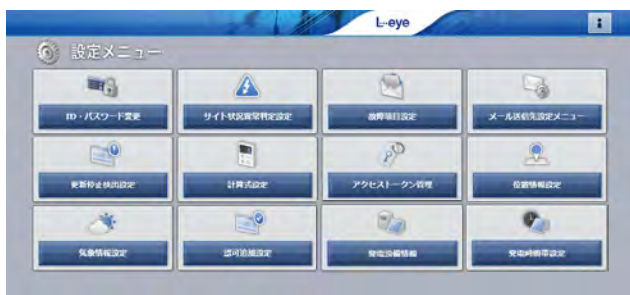 L-eye
設定メニュー
ID・パスワード変更
サイト状況異常判定設定
故障項目設定
メール送信先設定メニュー
更新停止検出設定
計算式設定
アクセストークン管理
位置情報設定
気象情報設定
認可追加設定
発電設備情報
発電時間帯設定